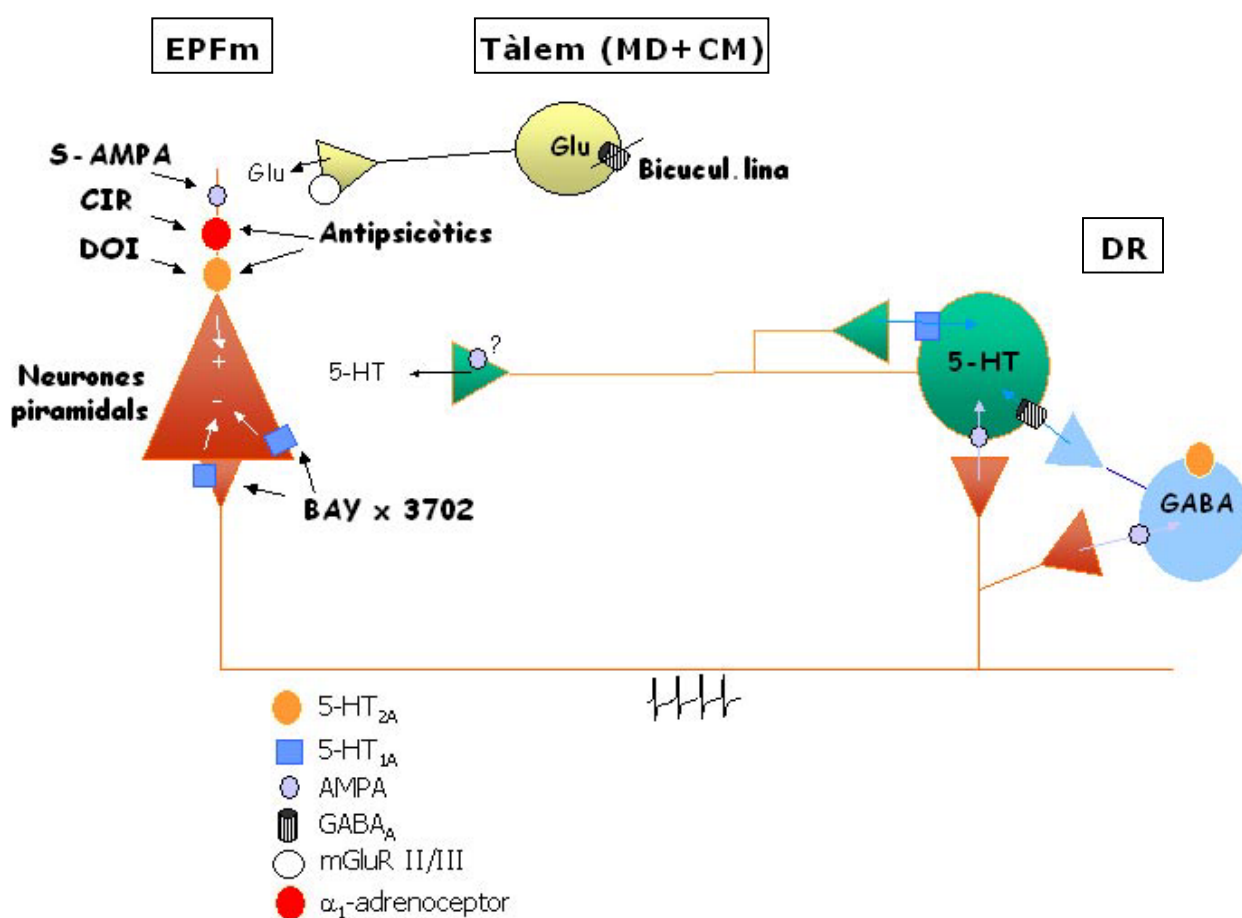 EPFm
Tàlem (MD+CM)
S-AMPA
Glu
Glu
Bicucul.lina
CIR
Antipsicòtics
DOI
DR
Neurones
piramidals
+
-
5-HT
?
5-HT
BAY x 3702
GABA
5-HT2A
5-HT1A
AMPA
GABAA
mGluR II/III
α1-adrenoceptor